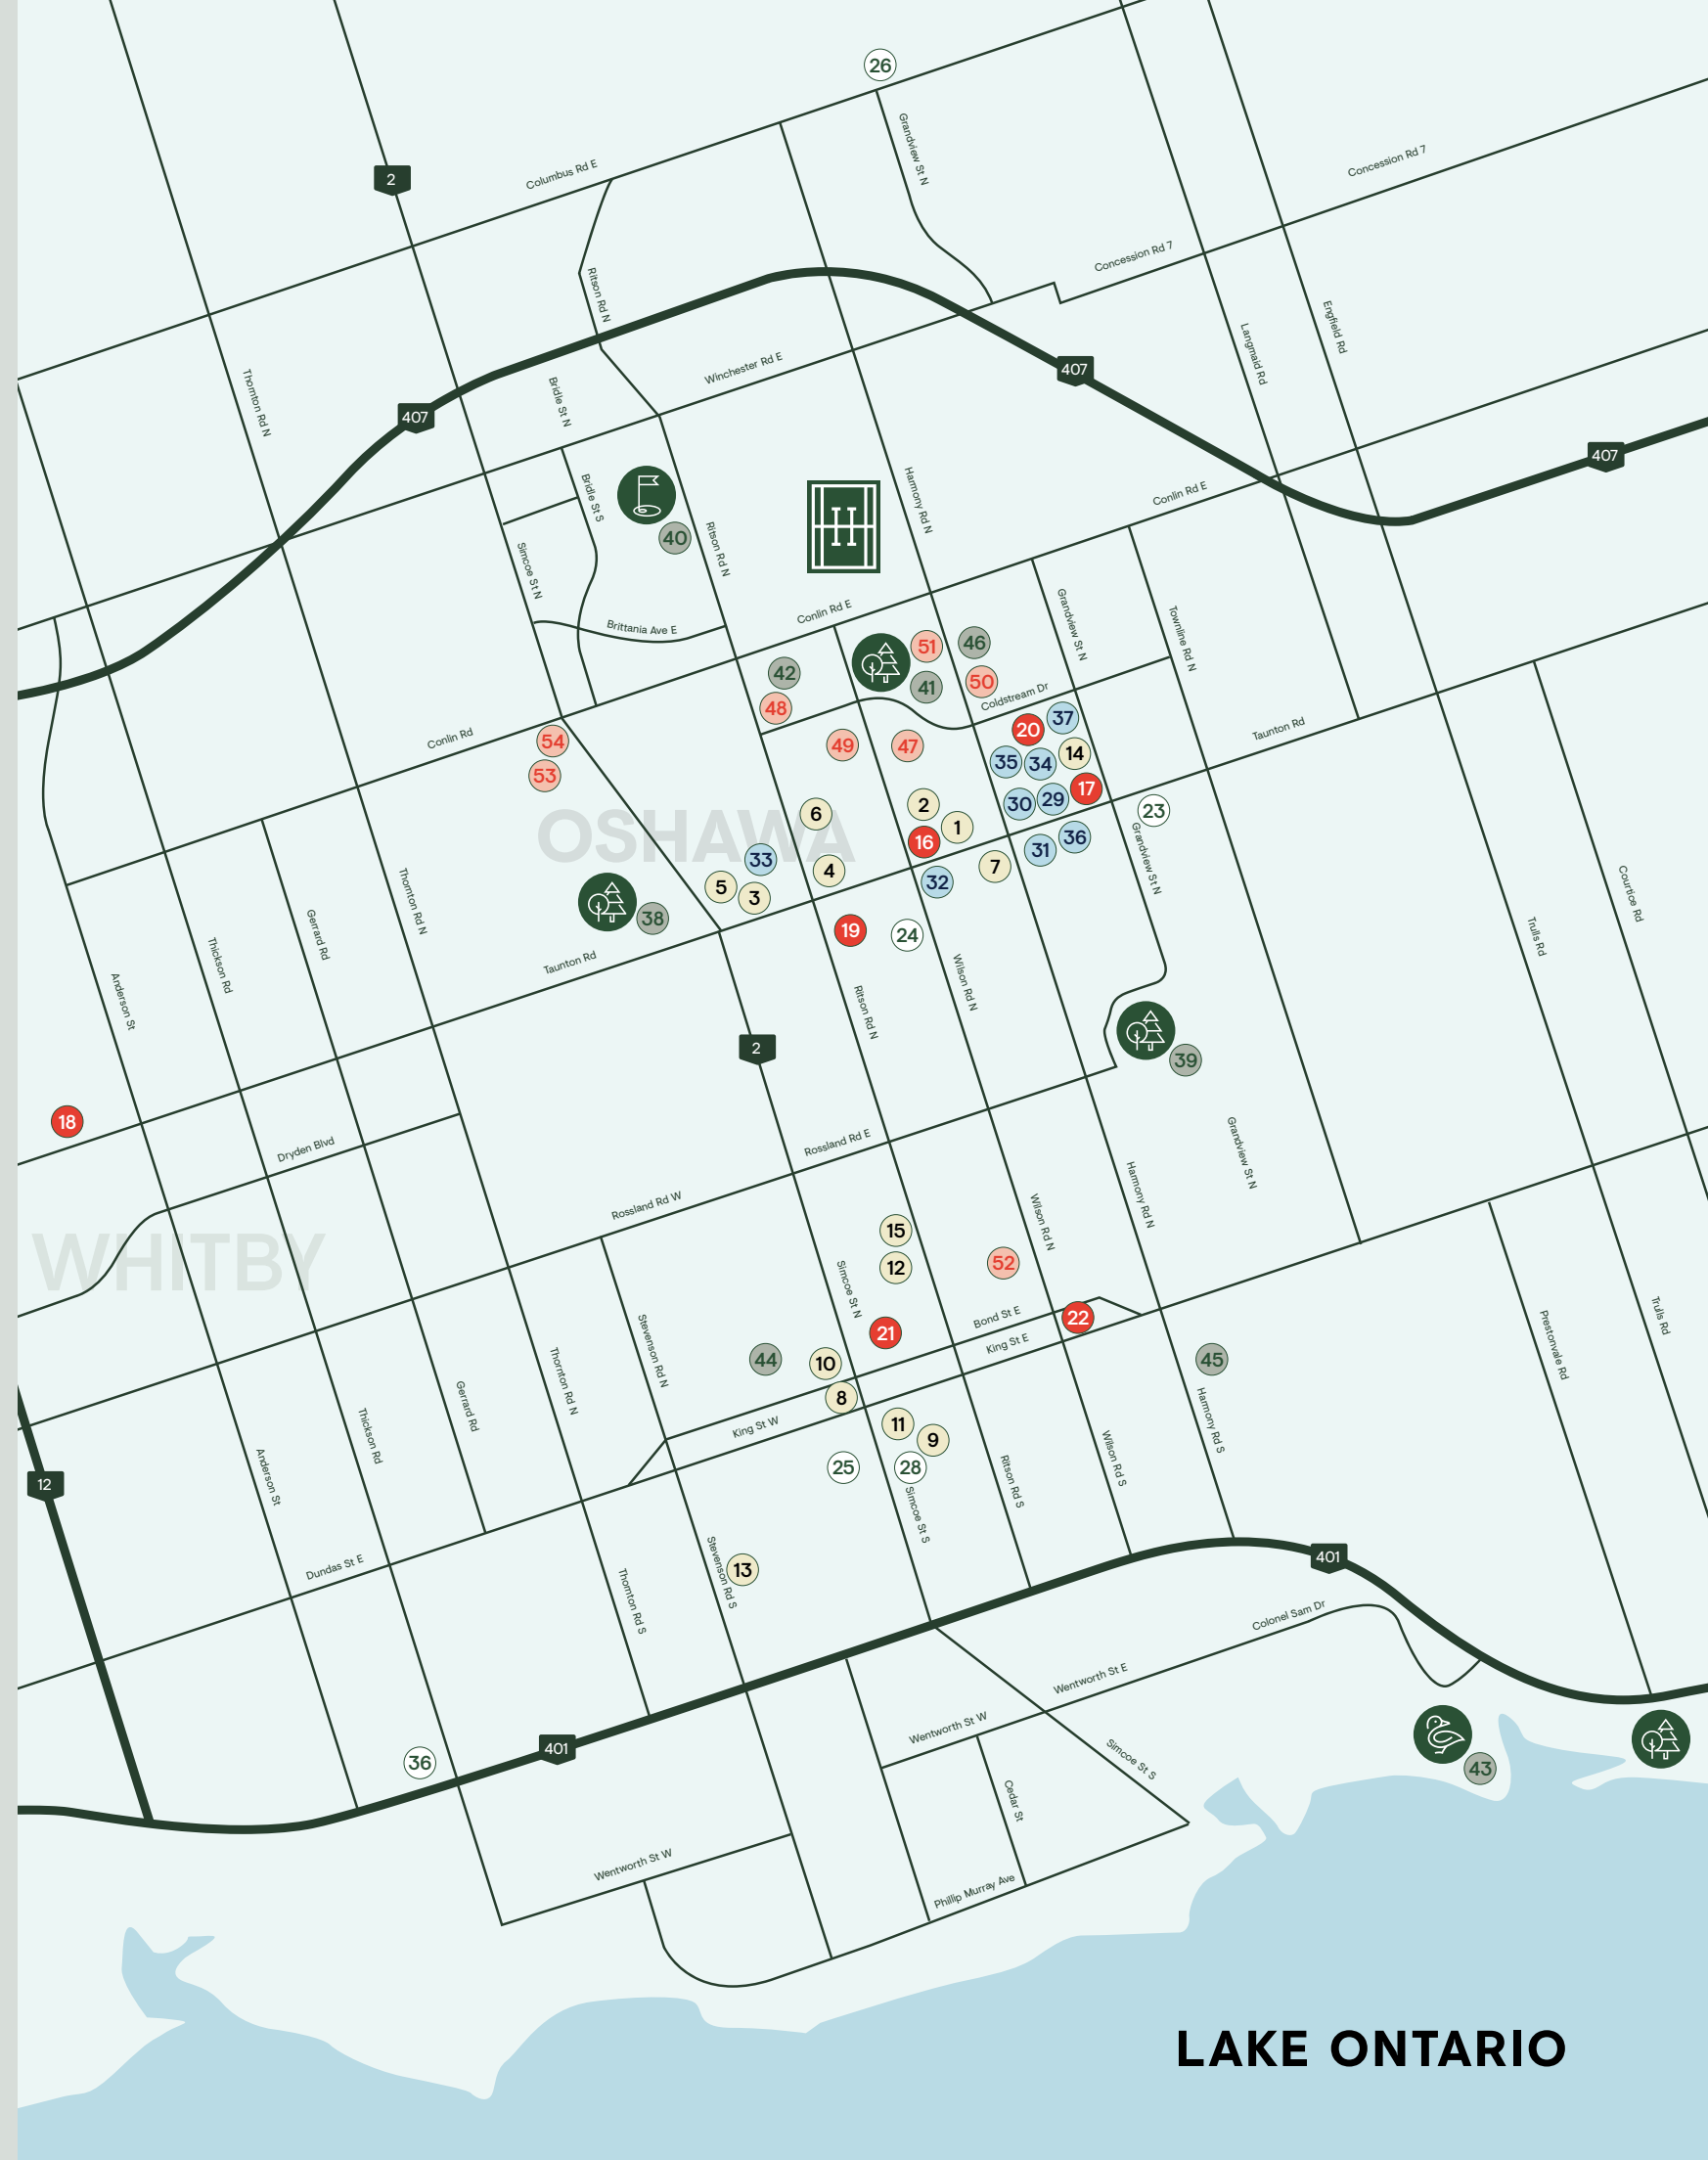 26
Grandview St N
Concession Rd 7
Columbus Rd E
2
Concession Rd 7
Ritson Rd N
Engfield Rd
Langmaid Rd
Winchester Rd E
407
Thornton Rd N
Bridle St N
407
407
Bridle St S
Harmony Rd N
Conlin Rd E
H
40
Ritson Rd N
Simcoe St N
Brittania Ave E
Conlin Rd E
Grandview St N
Townline Rd N
51
46
42
41
50
Coldstream Dr
48
37
20
Taunton Rd
Conlin Rd
54
49
47
35
34
14
53
17
30
29
23
OSHAWA
6
2
1
16
36
31
33
4
7
Grandview St N
5
3
32
Courtice Rd
Thornton Rd N
38
19
24
Trulls Rd
Gerrard Rd
Thickson Rd
Taunton Rd
Wilson Rd N
Anderson St
Ritson Rd N
2
39
18
Dryden Blvd
Rossland Rd E
Grandview St N
Harmony Rd N
Rossland Rd W
Wilson Rd N
WHITBY
15
12
52
Simcoe St N
Bond St E
22
Trulls Rd
21
King St E
Stevenson Rd N
Prestonvale Rd
44
10
45
Thornton Rd N
8
Gerrard Rd
Harmony Rd S
Thickson Rd
King St W
11
9
Wilson Rd S
Anderson St
25
28
Ritson Rd S
12
Simcoe St S
Dundas St E
13
Stevenson Rd S
401
Thornton Rd S
Colonel Sam Dr
Wentworth St E
Wentworth St W
401
36
Simcoe St S
43
Cedar St
Wentworth St W
Phillip Murray Ave
LAKE ONTARIO